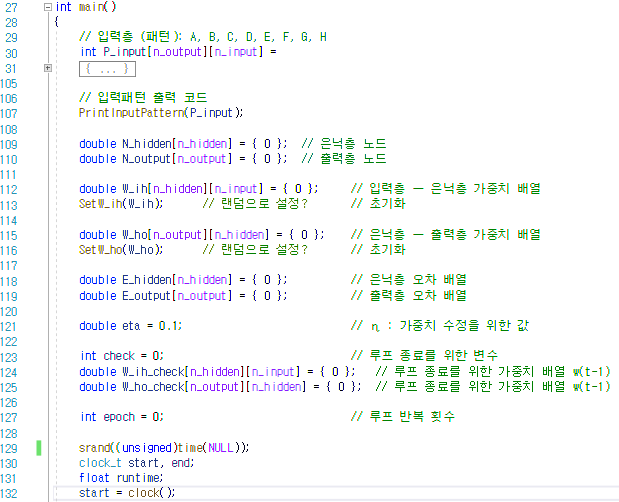 27 int main()
28 {
29 // 입력층 (패턴): A, B, C, D, E, F, G, H
30 int P_input[n_output][n_input] =
31 { ... }
105
106 // 입력패턴 출력 코드
107 PrintInputPattern(P_input);
108
109 double N_hidden[n_hidden] = { 0 }; // 은닉층 노드
110 double N_output[n_output] = { 0 }; // 출력층 노드
111
112 double W_ih[n_hidden][n_input] = { 0 }; // 입력층 - 은닉층 가중치 배열
113 SetW_ih(W_ih); // 랜덤으로 설정? // 초기화
114
115 double W_ho[n_output][n_hidden] = { 0 }; // 은닉층 - 출력층 가중치 배열
116 SetW_ho(W_ho); // 랜덤으로 설정? // 초기화
117
118 double E_hidden[n_hidden] = { 0 }; // 은닉층 오차 배열
119 double E_output[n_output] = { 0 }; // 출력층 오차 배열
120
121 double eta = 0.1; // η : 가중치 수정을 위한 값
122
123 int check = 0; // 루프 종료를 위한 변수
124 double W_ih_check[n_hidden][n_input] = { 0 }; // 루프 종료를 위한 가중치 배열 w(t-1)
125 double W_ho_check[n_output][n_hidden] = { 0 }; // 루프 종료를 위한 가중치 배열 w(t-1)
126
127 int epoch = 0; // 루프 반복 횟수
128
129 srand((unsigned)time(NULL));
130 clock_t start, end;
131 float runtime;
132 start = clock();